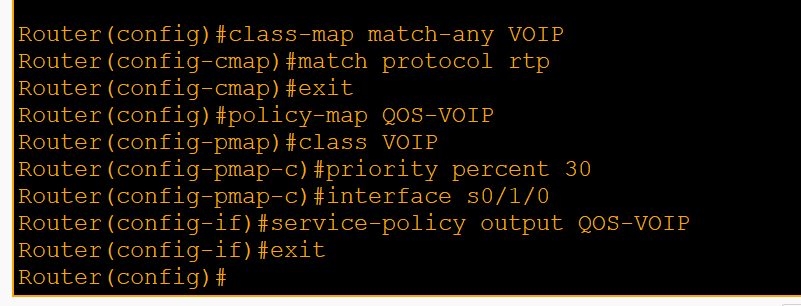 Router(config)#class-map match-any VOIP
Router(config-cmap)#match protocol rtp
Router(config-cmap)#exit
Router(config)#policy-map QOS-VOIP
Router(config-pmap)#class VOIP
Router(config-pmap-c)#priority percent 30
Router(config-pmap-c)#interface s0/1/0
Router(config-if)#service-policy output QOS-VOIP
Router(config-if)#exit
Router(config)#